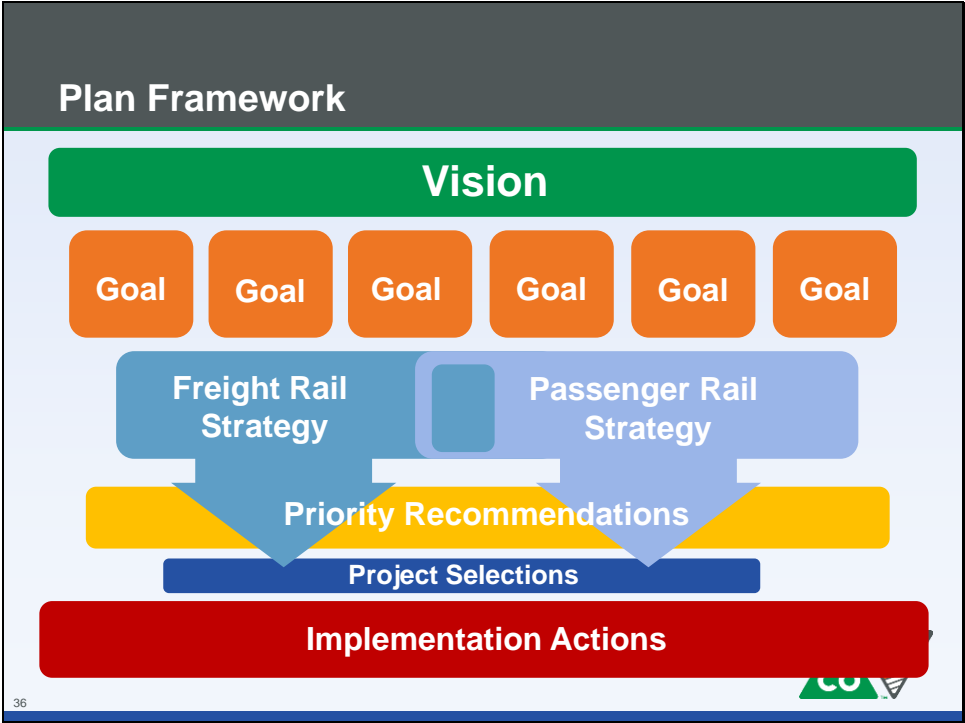 Plan Framework
Vision
Goal Goal Goal Goal Goal Goal
Freight Rail
Strategy
Passenger Rail
Strategy
Priority Recommendations
Project Selections
Implementation Actions
CO
36